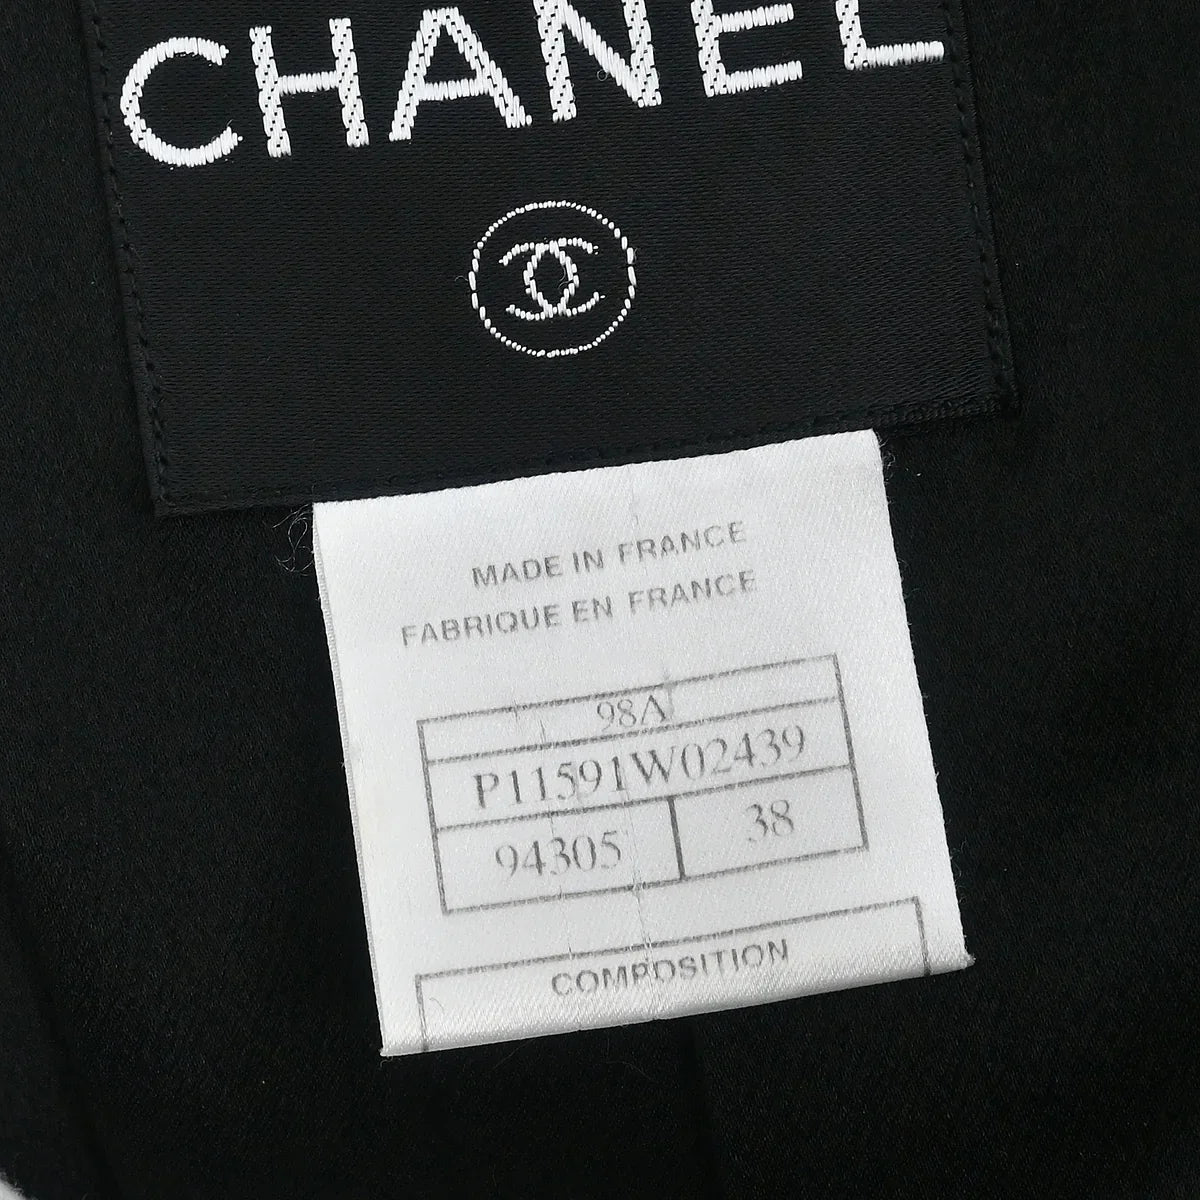 CHANEL
MADE IN FRANCE
FABRIQUE EN FRANCE
98A
P11591W02439
94305 38
COMPOSITION